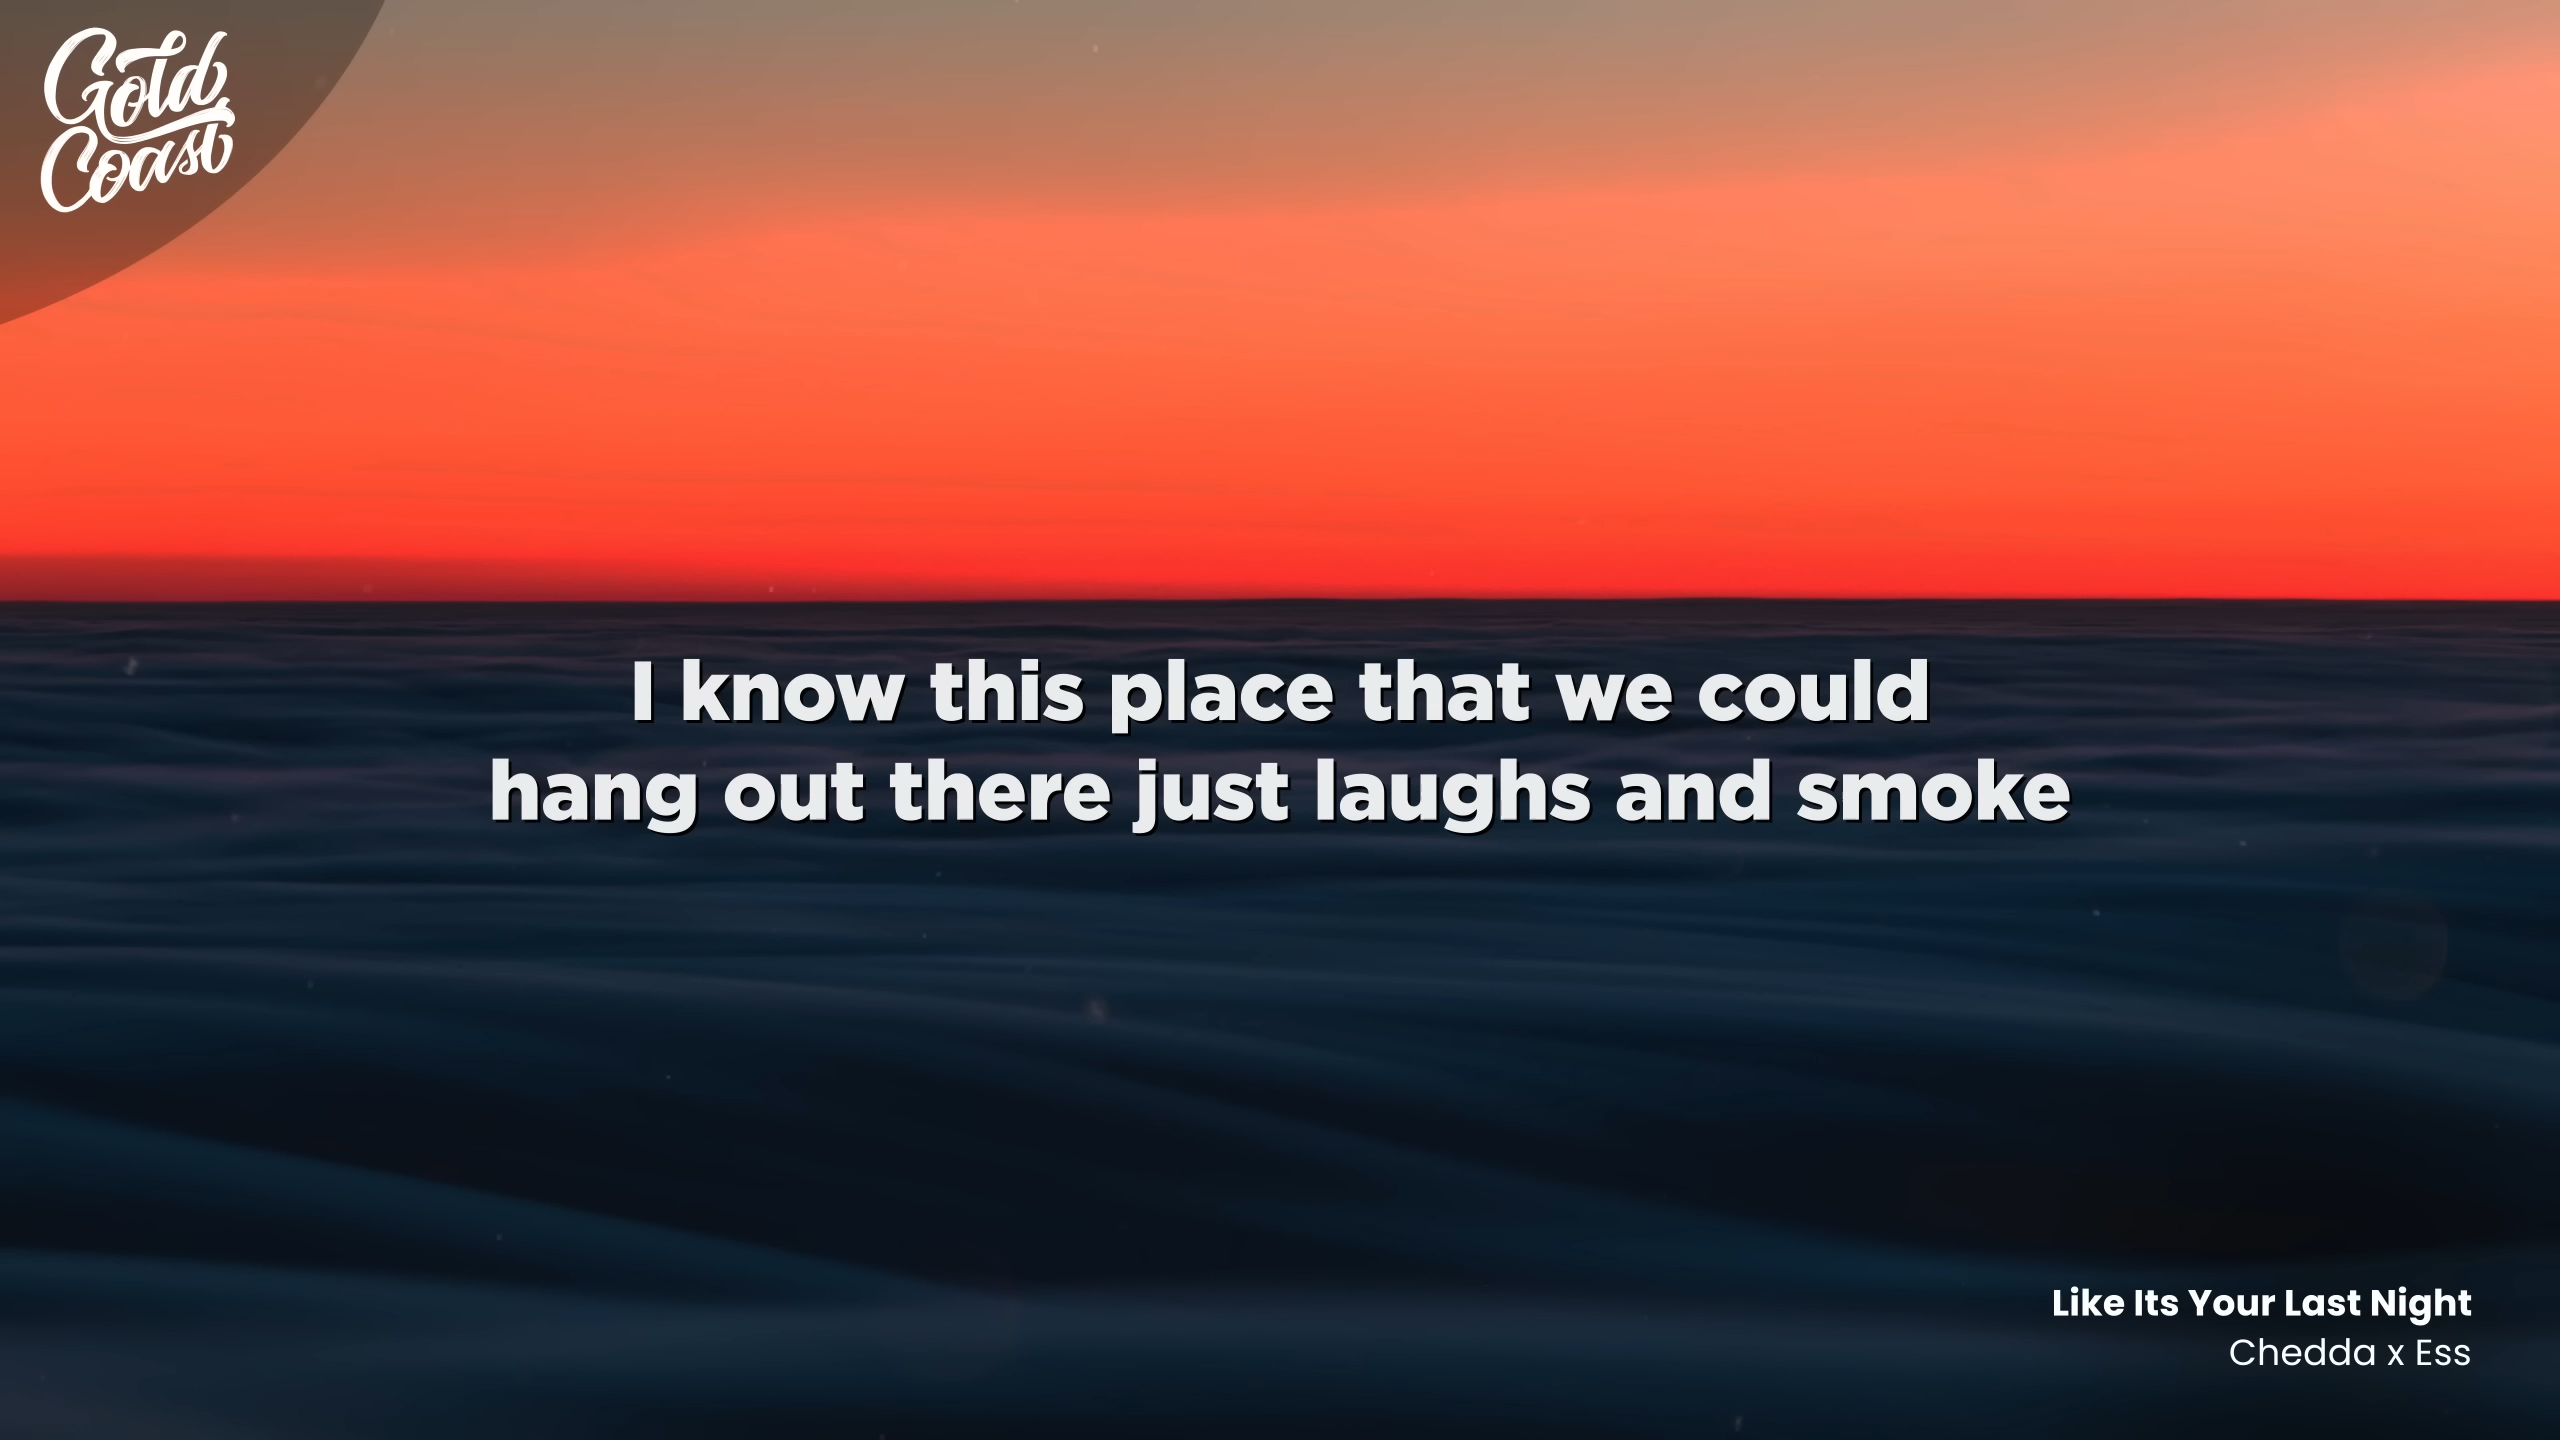 Gold
Coast
I know this place that we could
hang out there just laughs and smoke
Like Its Your Last Night
Chedda x Ess